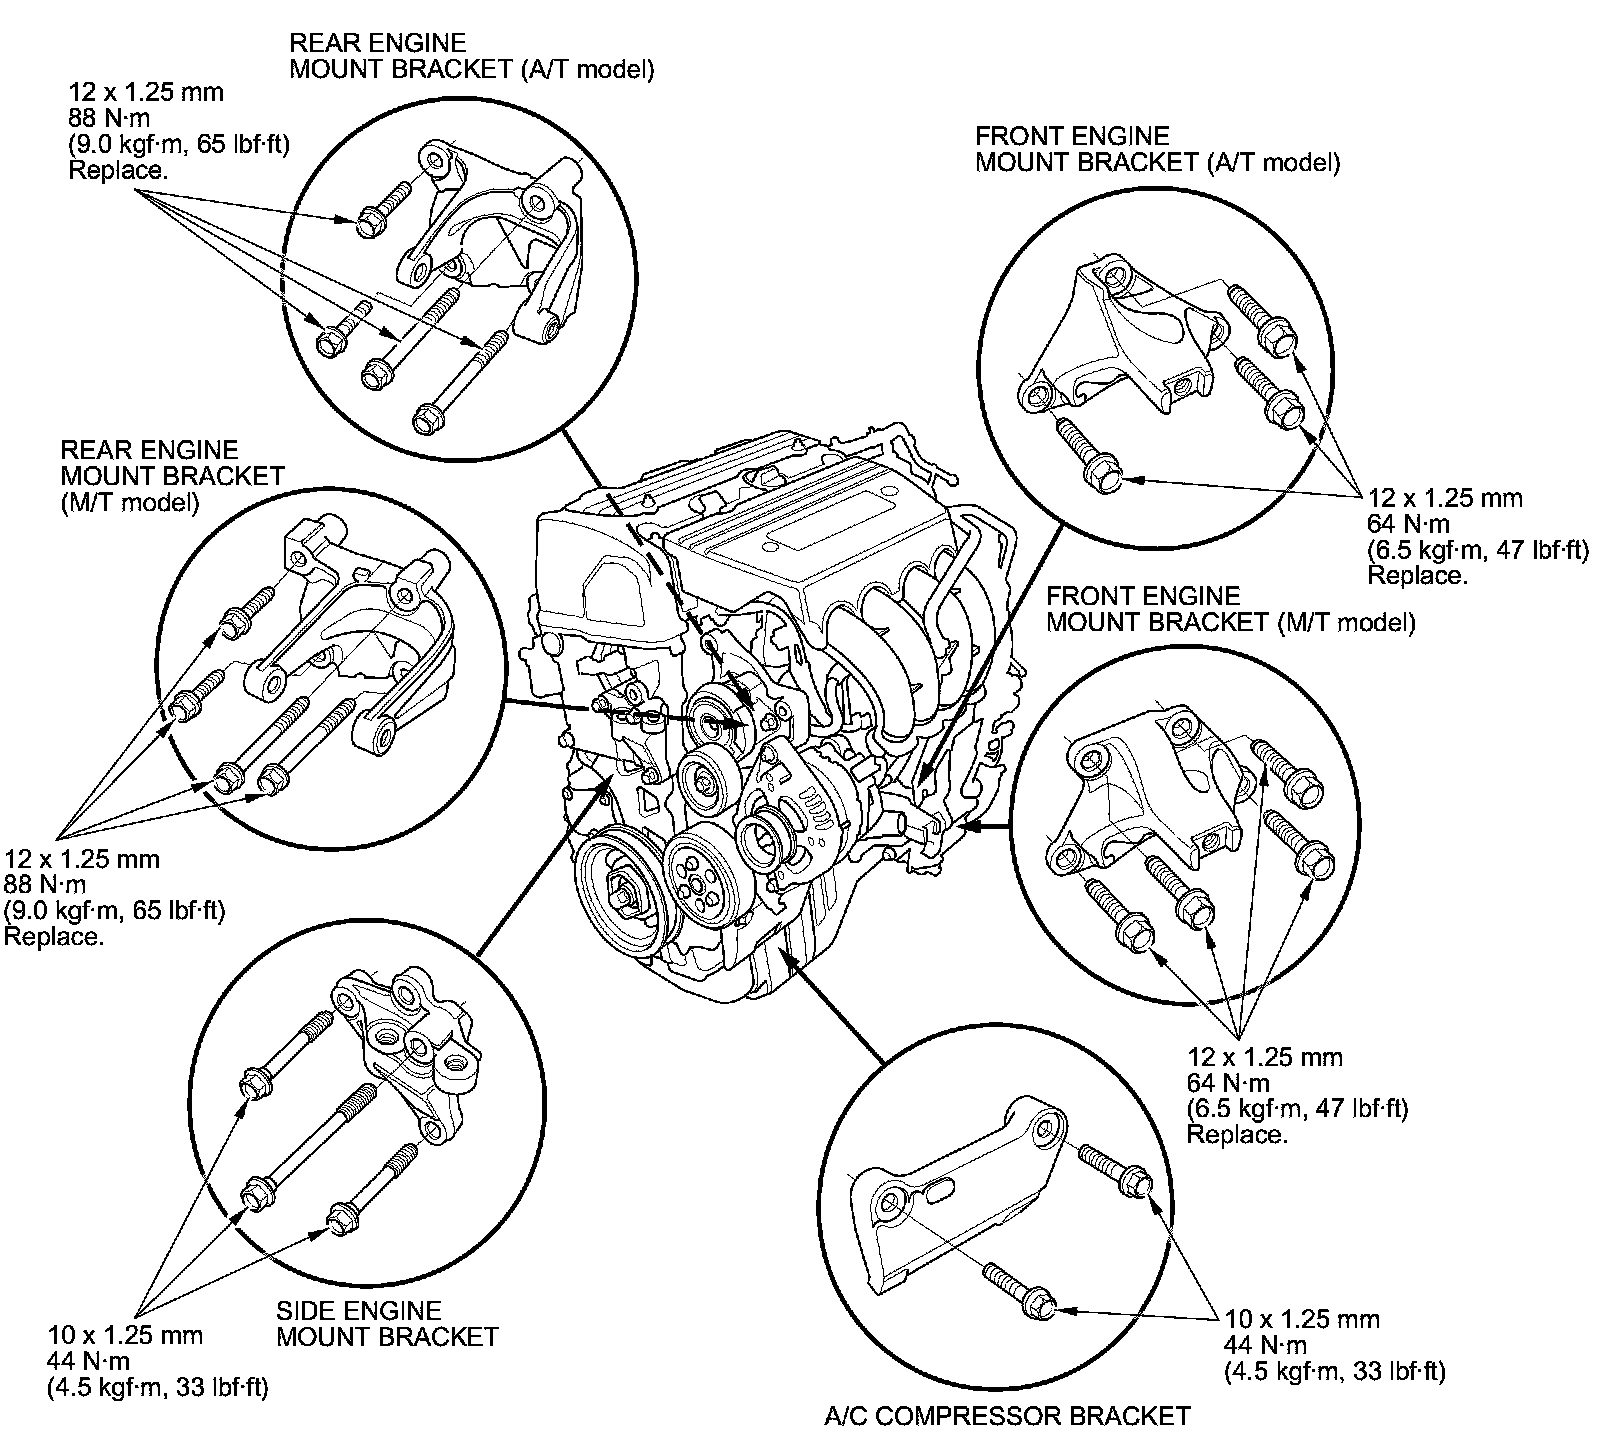 REAR ENGINE
MOUNT BRACKET (A/T model)
12 x 1.25 mm
88 N·m
(9.0 kgf·m, 65 lbf·ft)
Replace.
FRONT ENGINE
MOUNT BRACKET (A/T model)
12 x 1.25 mm
64 N·m
(6.5 kgf·m, 47 lbf·ft)
Replace.
REAR ENGINE
MOUNT BRACKET
(M/T model)
12 x 1.25 mm
88 N·m
(9.0 kgf·m, 65 lbf·ft)
Replace.
FRONT ENGINE
MOUNT BRACKET (M/T model)
12 x 1.25 mm
64 N·m
(6.5 kgf·m, 47 lbf·ft)
Replace.
SIDE ENGINE
MOUNT BRACKET
10 x 1.25 mm
44 N·m
(4.5 kgf·m, 33 lbf·ft)
10 x 1.25 mm
44 N·m
(4.5 kgf·m, 33 lbf·ft)
A/C COMPRESSOR BRACKET